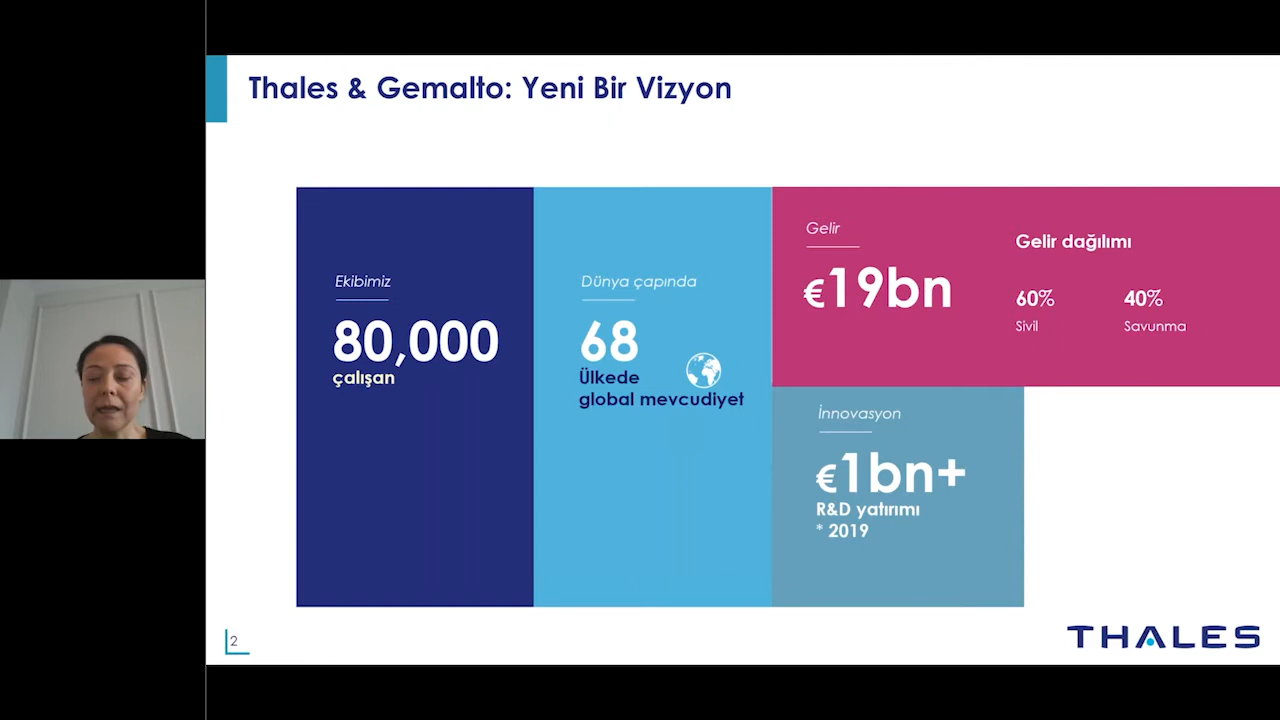 Thales & Gemalto: Yeni Bir Vizyon
Ekibimiz
80,000
çalışan
Dünya çapında
68
Ülkede
global mevcudiyet
Gelir
€19bn
Gelir dağılımı
60%
Sivil
40%
Savunma
İnnovasyon
€1bn+
R&D yatırımı
* 2019
2
THALES